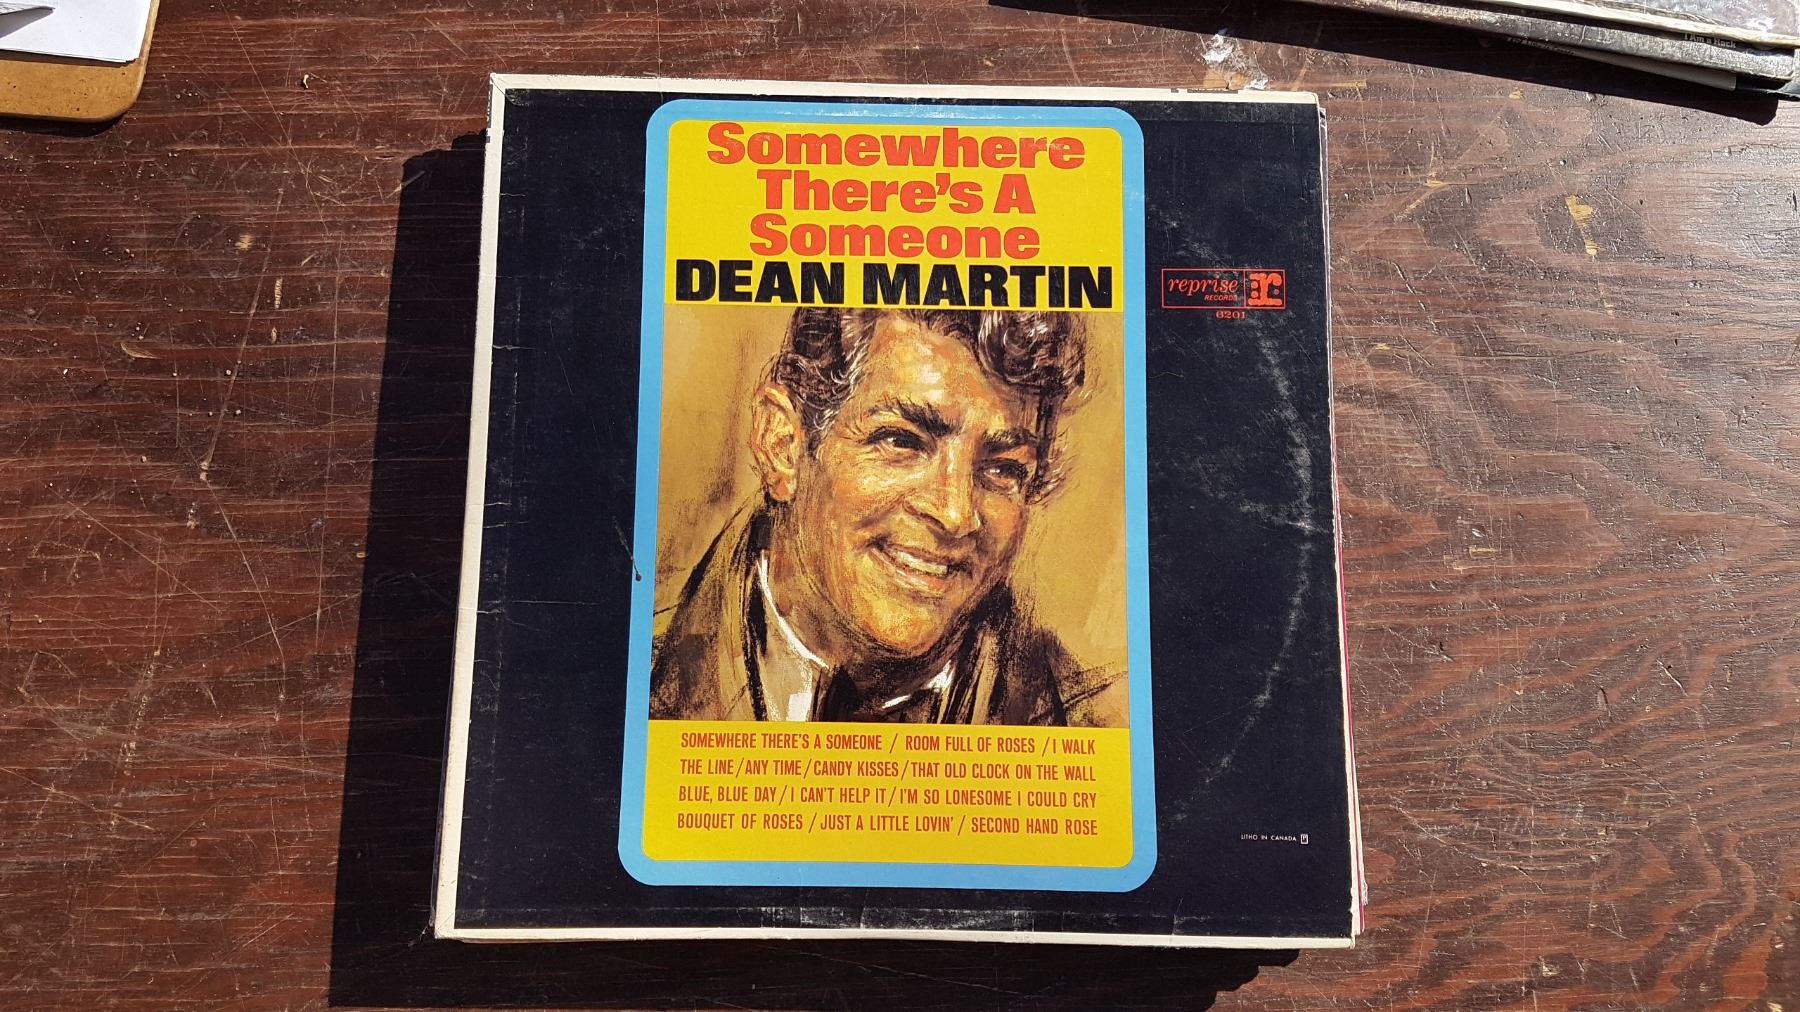 Somewhere
There's A
Someone
DEAN MARTIN
reprise
RECORDS
6201
SOMEWHERE THERE'S A SOMEONE / ROOM FULL OF ROSES / I WALK
THE LINE / ANY TIME / CANDY KISSES / THAT OLD CLOCK ON THE WALL
BLUE, BLUE DAY / I CAN'T HELP IT / I'M SO LONESOME I COULD CRY
BOUQUET OF ROSES / JUST A LITTLE LOVIN' / SECOND HAND ROSE
LITHO IN CANADA
I Am a Rock